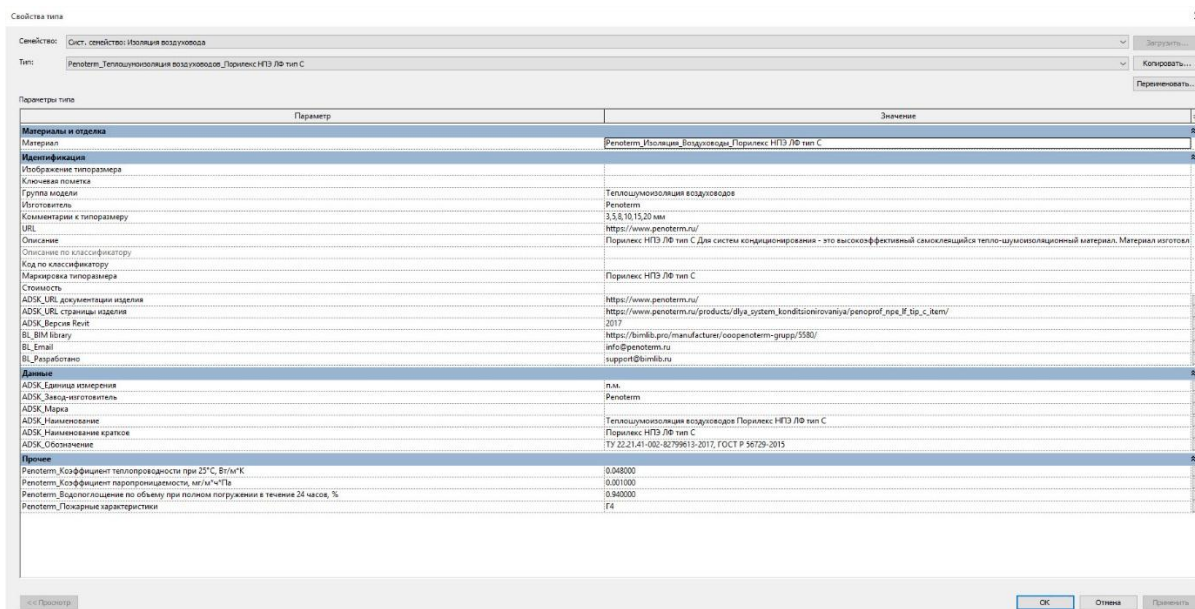 Свойства типа
Семейство: Сист. семейство: Изоляция воздуховода Загрузить...
Тип: Penoterm_Теплошумоизоляция воздуховодов_Порилекс НПЭ ЛФ тип С Копировать...
Переименовать...
Параметры типа
Параметр Значение
Материалы и отделка
Материал Penoterm_Изоляция_Воздуховоды_Порилекс НПЭ ЛФ тип С
Идентификация
Изображение типоразмера
Ключевая пометка
Группа модели Теплошумоизоляция воздуховодов
Изготовитель Penoterm
Комментарии к типоразмеру 3,5,8,10,15,20 мм
URL https://www.penoterm.ru/
Описание Порилекс НПЭ ЛФ тип С Для систем кондиционирования - это высокоэффективный самоклеящийся тепло-шумоизоляционный материал. Материал изготовл
Описание по классификатору
Код по классификатору
Маркировка типоразмера Порилекс НПЭ ЛФ тип С
Стоимость
ADSK_URL документации изделия https://www.penoterm.ru/
ADSK_URL страницы изделия https://www.penoterm.ru/products/dlya_system_konditsionirovaniya/penoprof_npe_lf_tip_c_item/
ADSK_Версия Revit 2017
BL_BIM library https://bimlib.pro/manufacturer/ooopenoterm-grupp/5580/
BL_Email info@penoterm.ru
BL_Разработано support@bimlib.ru
Данные
ADSK_Единица измерения п.м.
ADSK_Завод-изготовитель Penoterm
ADSK_Марка
ADSK_Наименование Теплошумоизоляция воздуховодов Порилекс НПЭ ЛФ тип С
ADSK_Наименование краткое Порилекс НПЭ ЛФ тип С
ADSK_Обозначение ТУ 22.21.41-002-82799613-2017, ГОСТ Р 56729-2015
Прочее
Penoterm_Коэффициент теплопроводности при 25°С, Вт/м*К 0.048000
Penoterm_Коэффициент паропроницаемости, мг/м*ч*Па 0.001000
Penoterm_Водопоглощение по объему при полном погружении в течение 24 часов, % 0.940000
Penoterm_Пожарные характеристики Г4
<< Просмотр ОК Отмена Применить